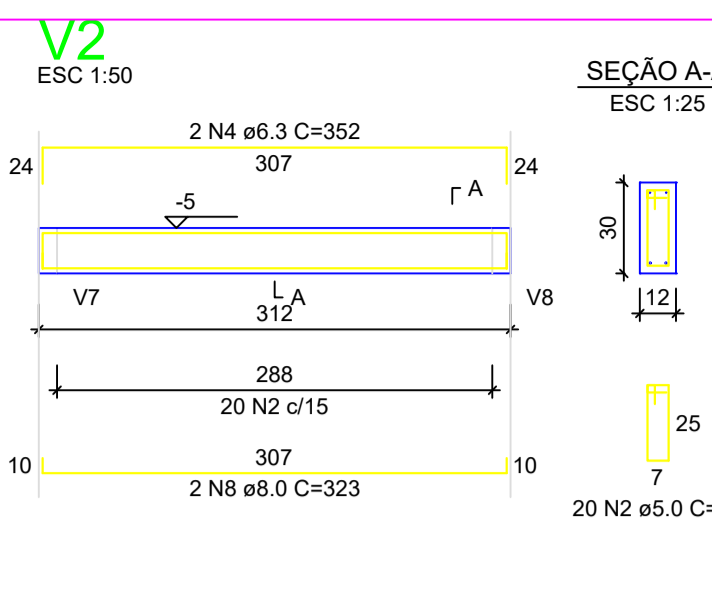 V2
ESC 1:50
SEÇÃO A-
ESC 1:25
2 N4 ø6.3 C=352
24
307
24
-5
A
30
V7
A
V8
12
312
288
20 N2 c/15
25
10
307
10
2 N8 ø8.0 C=323
7
20 N2 ø5.0 C=